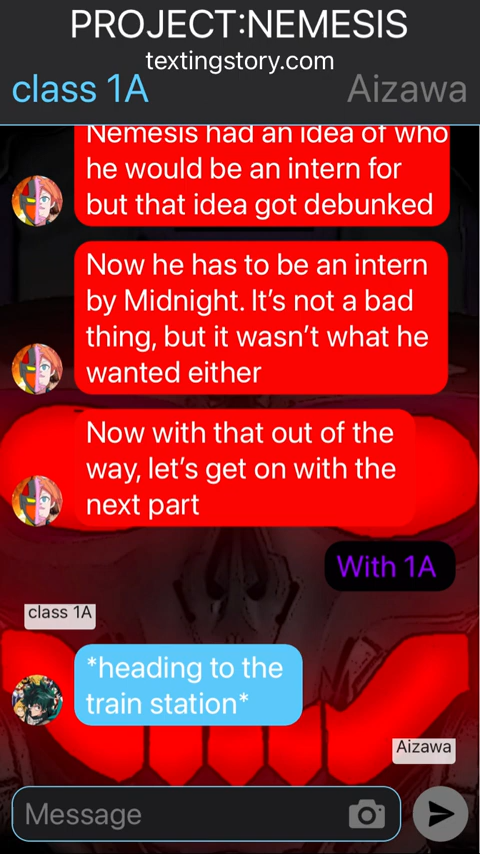 PROJECT:NEMESIS
textingstory.com
class 1A
Aizawa
Nemesis had an idea of who
he would be an intern for
but that idea got debunked
Now he has to be an intern
by Midnight. It’s not a bad
thing, but it wasn’t what he
wanted either
Now with that out of the
way, let’s get on with the
next part
With 1A
class 1A
*heading to the
train station*
Aizawa
Message